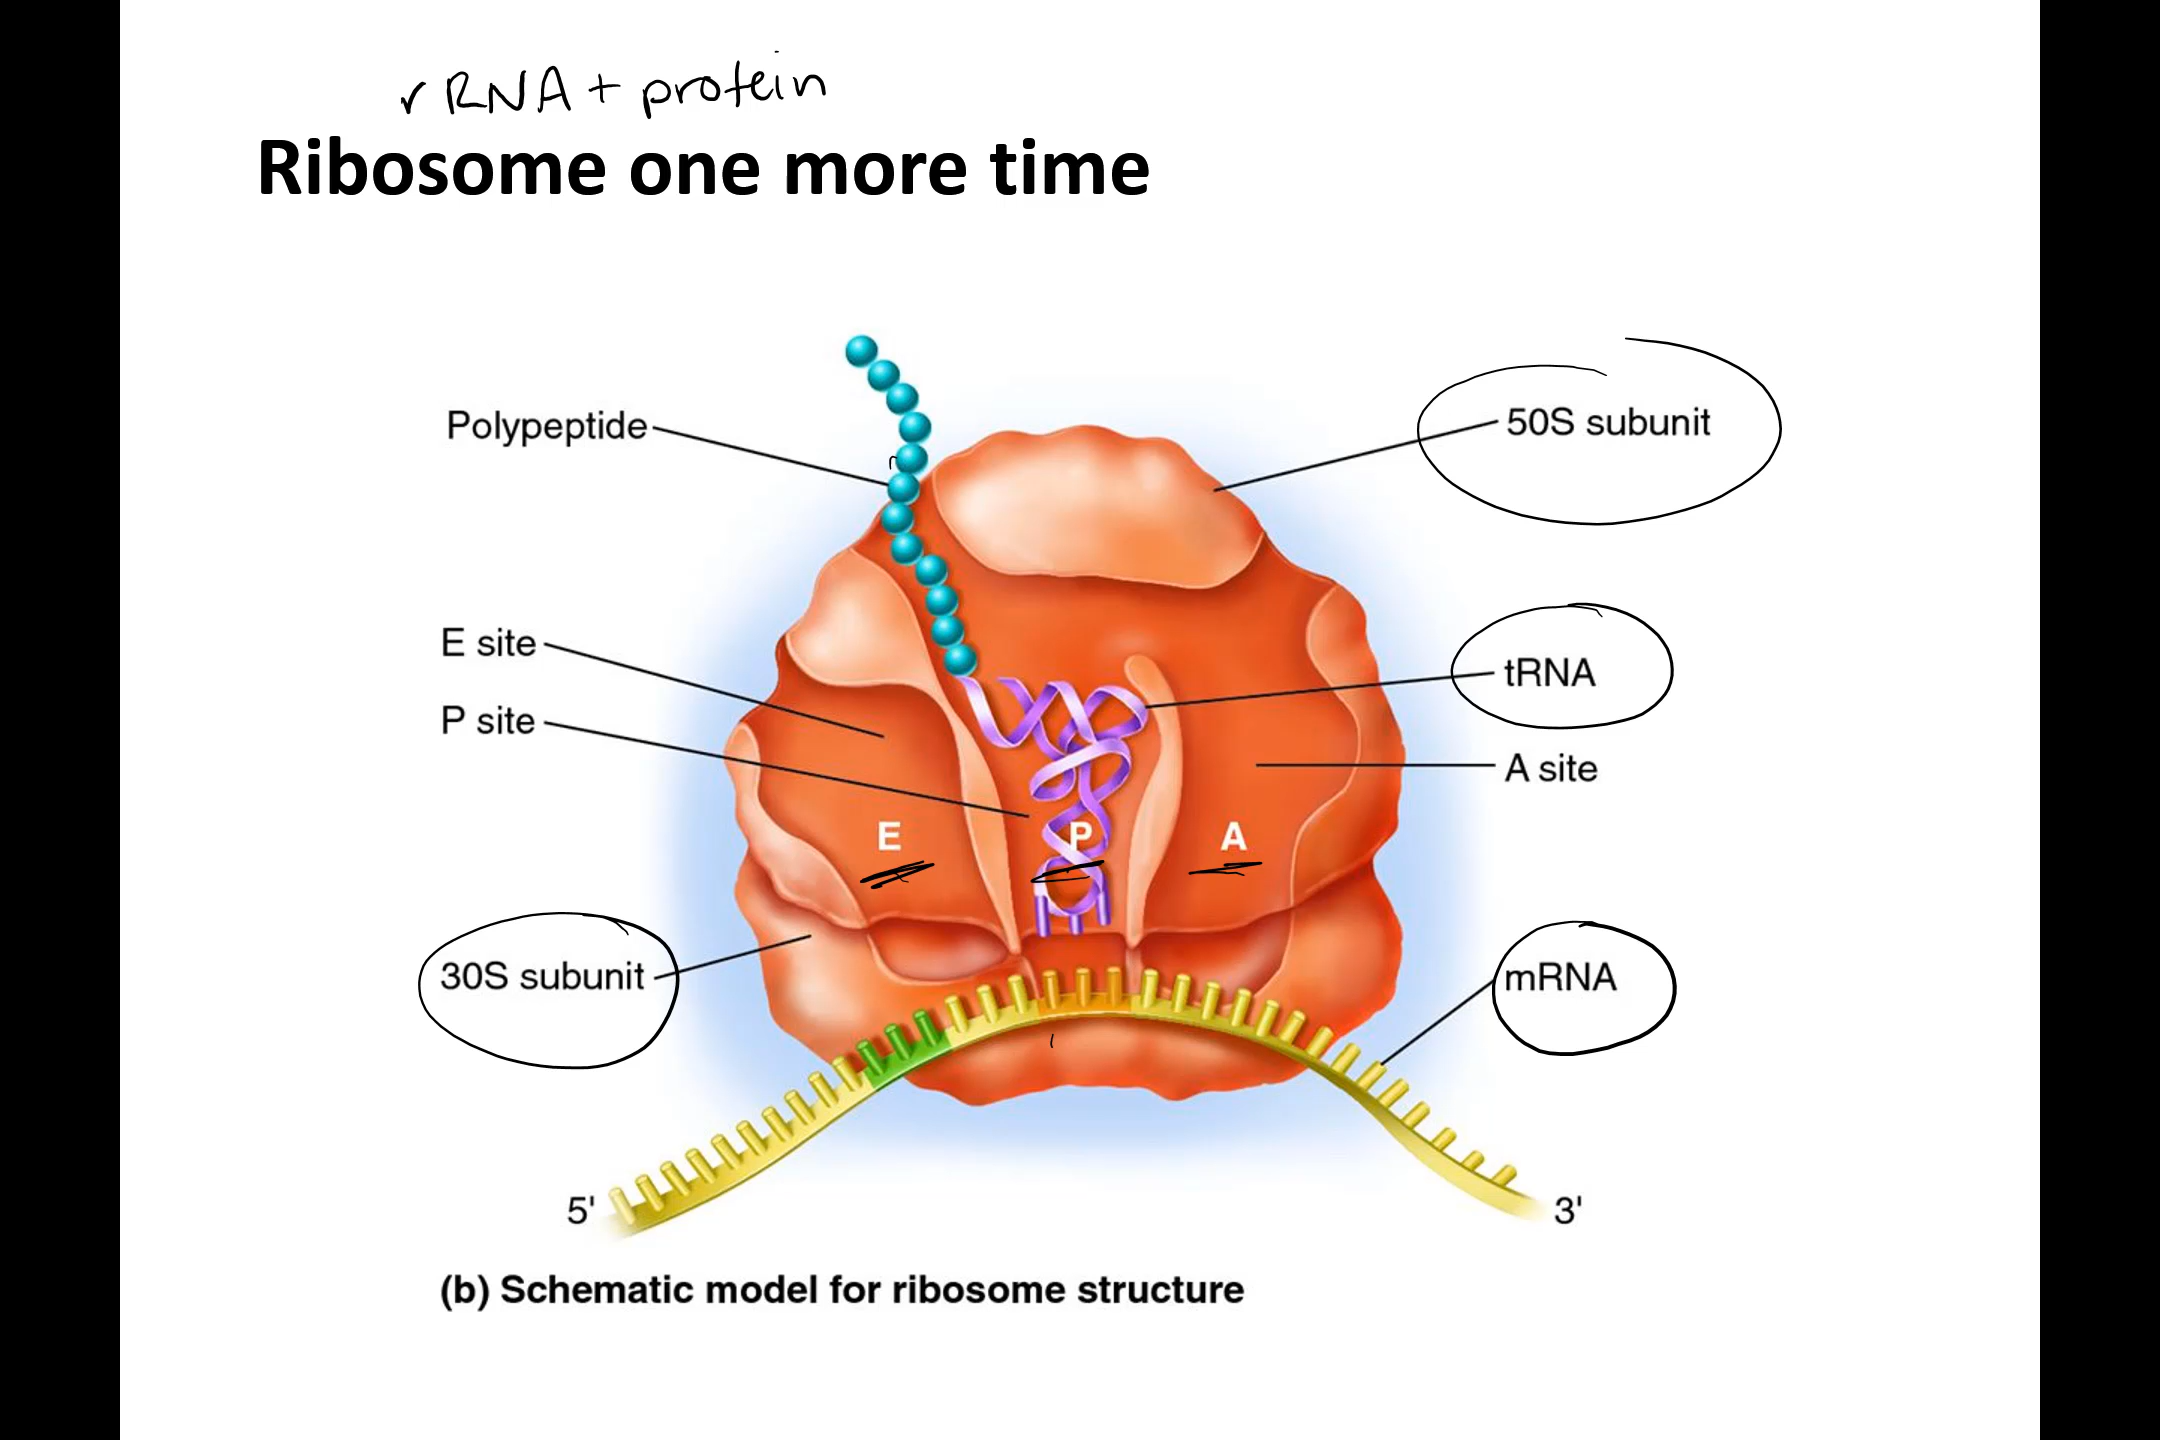 rRNA + protein
Ribosome one more time
Polypeptide
50S subunit
E site
tRNA
P site
A site
E P A
30S subunit
mRNA
5'
3'
(b) Schematic model for ribosome structure